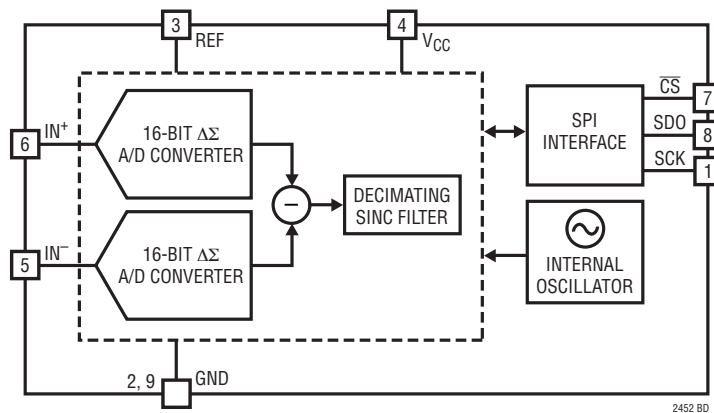 3
REF
4
VCC
CS
7
SPI
INTERFACE
SDO
8
SCK
1
6
IN+
16-BIT ΔΣ
A/D CONVERTER
–
DECIMATING
SINC FILTER
5
IN–
16-BIT ΔΣ
A/D CONVERTER
INTERNAL
OSCILLATOR
2, 9
GND
2452 BD